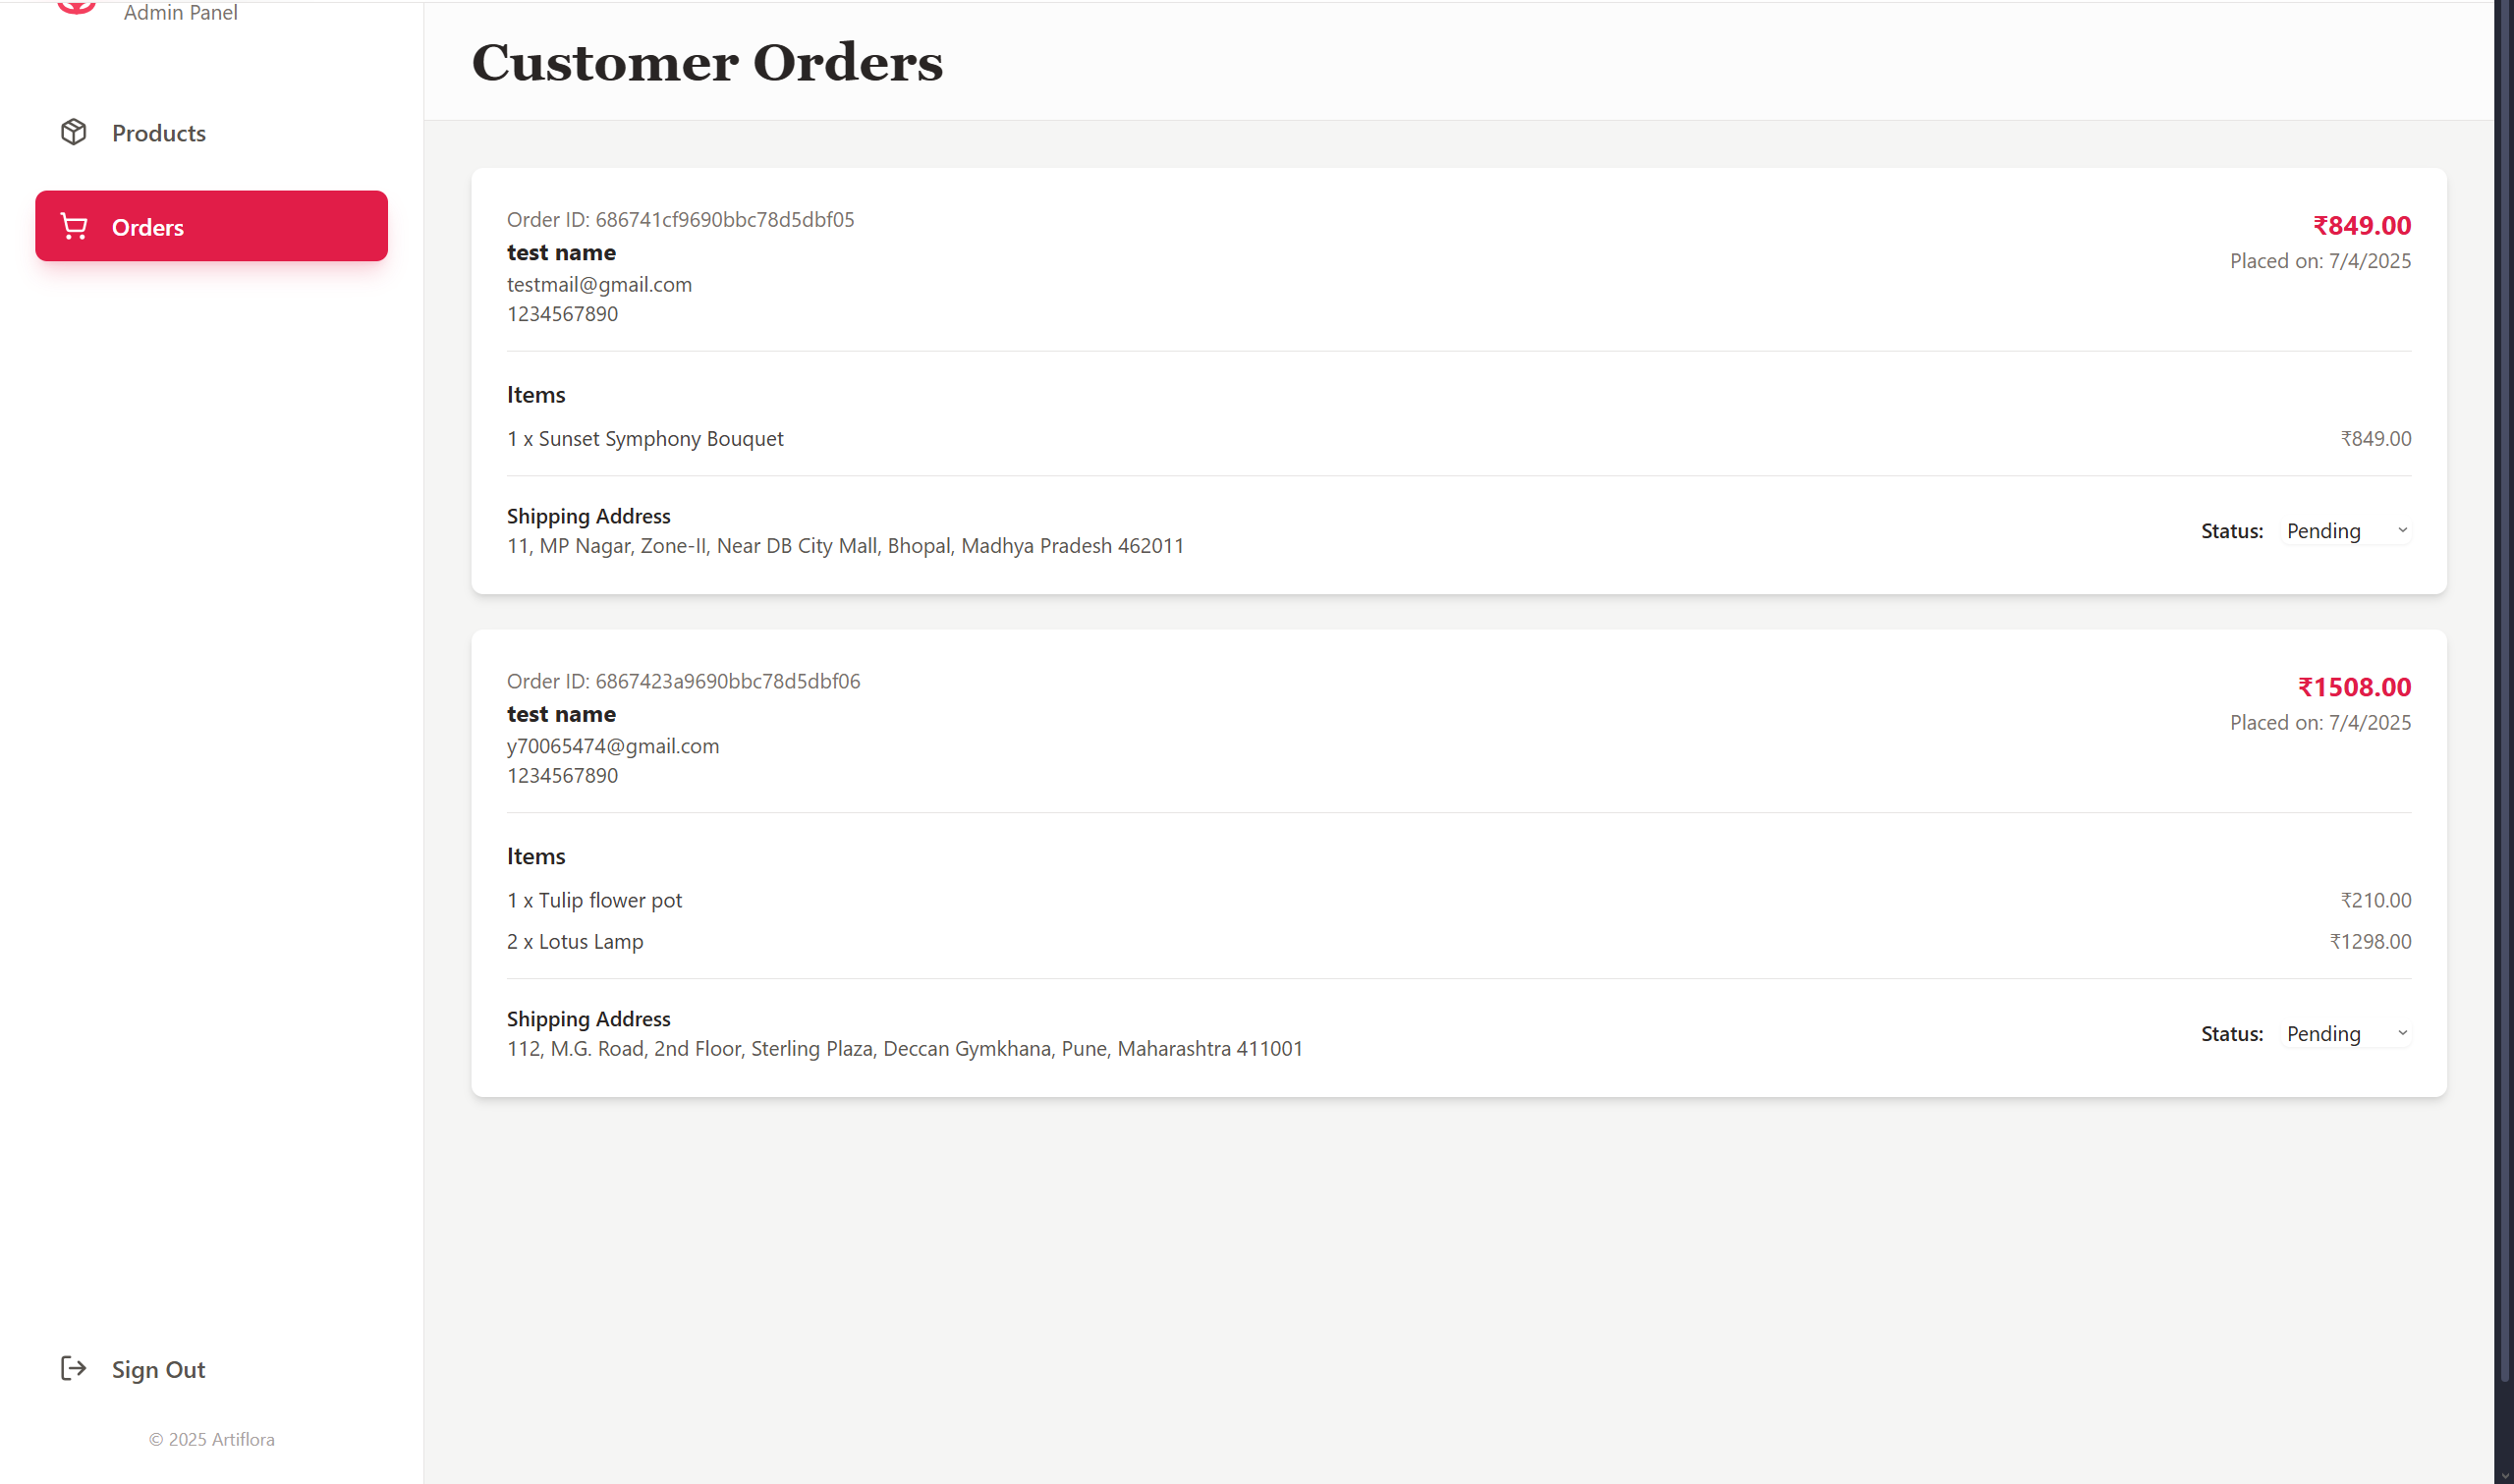 Admin Panel
Products
Orders
Sign Out
© 2025 Artiflora
Customer Orders
Order ID: 686741cf9690bbc78d5dbf05
test name
testmail@gmail.com
1234567890
₹849.00
Placed on: 7/4/2025
Items
1 x Sunset Symphony Bouquet ₹849.00
Shipping Address
11, MP Nagar, Zone-II, Near DB City Mall, Bhopal, Madhya Pradesh 462011
Status: Pending
Order ID: 6867423a9690bbc78d5dbf06
test name
y70065474@gmail.com
1234567890
₹1508.00
Placed on: 7/4/2025
Items
1 x Tulip flower pot ₹210.00
2 x Lotus Lamp ₹1298.00
Shipping Address
112, M.G. Road, 2nd Floor, Sterling Plaza, Deccan Gymkhana, Pune, Maharashtra 411001
Status: Pending